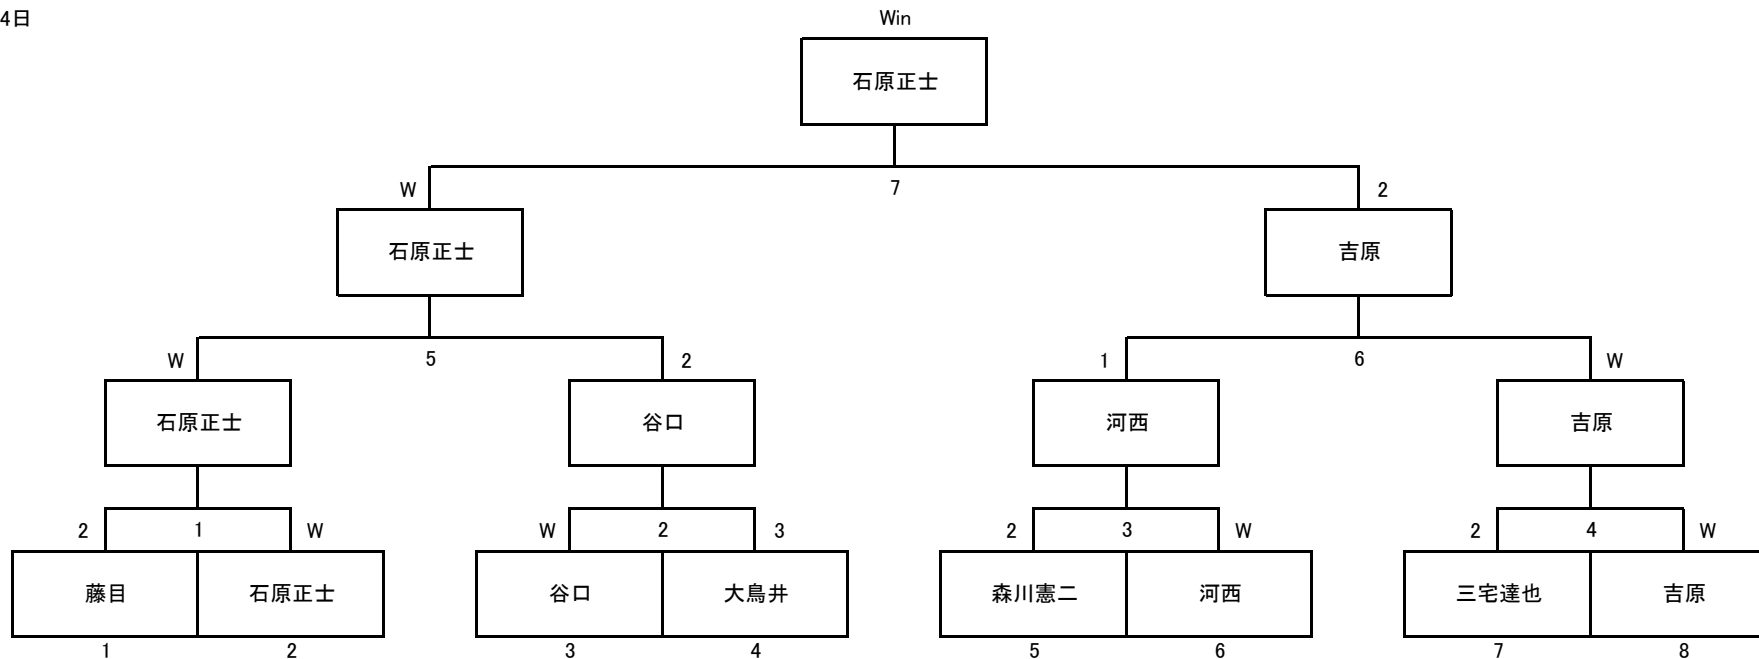 4日
Win
石原正士
W 7 2
石原正士 吉原
W 5 2 1 6 W
石原正士 谷口 河西 吉原
2 1 W W 2 3 2 3 W 2 4 W
藤目 石原正士 谷口 大鳥井 森川憲二 河西 三宅達也 吉原
1 2 3 4 5 6 7 8